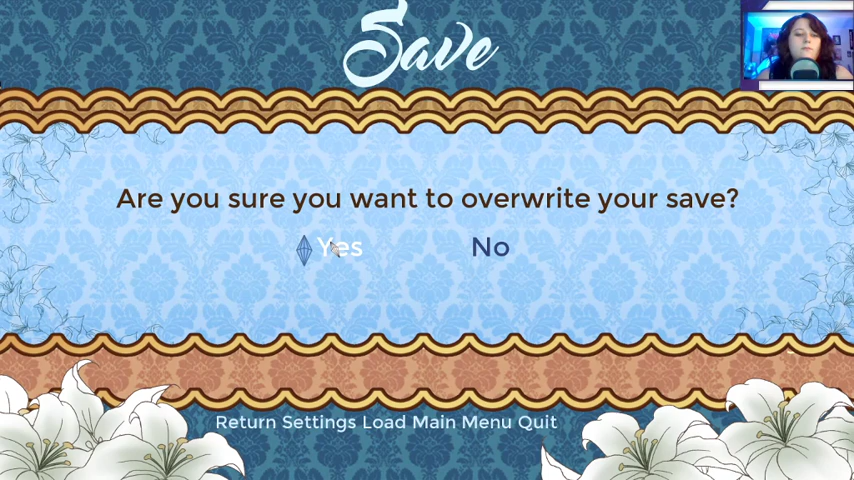 Save
Are you sure you want to overwrite your save?
Yes No
Return Settings Load Main Menu Quit